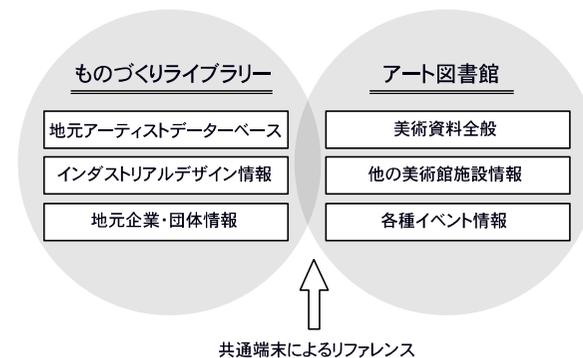 ものづくりライブラリー
地元アーティストデーターベース
インダストリアルデザイン情報
地元企業・団体情報
アート図書館
美術資料全般
他の美術館施設情報
各種イベント情報
共通端末によるリファレンス